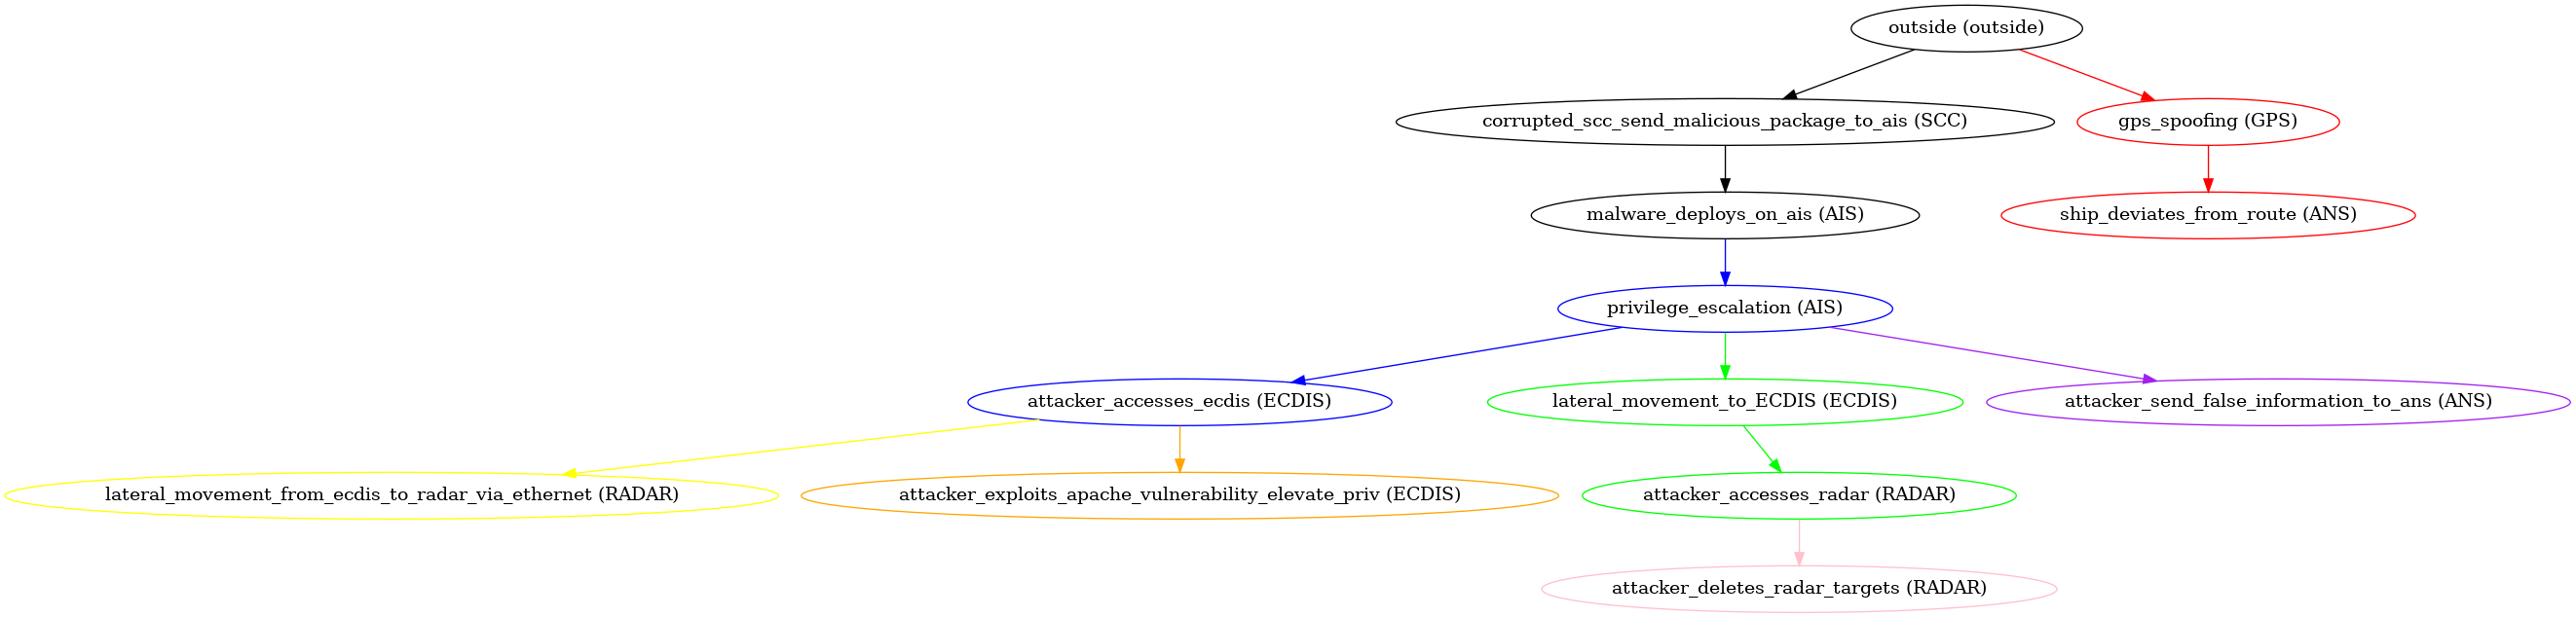 outside (outside)
corrupted_scc_send_malicious_package_to_ais (SCC)
gps_spoofing (GPS)
malware_deploys_on_ais (AIS)
ship_deviates_from_route (ANS)
privilege_escalation (AIS)
attacker_accesses_ecdis (ECDIS)
lateral_movement_to_ECDIS (ECDIS)
attacker_send_false_information_to_ans (ANS)
lateral_movement_from_ecdis_to_radar_via_ethernet (RADAR)
attacker_exploits_apache_vulnerability_elevate_priv (ECDIS)
attacker_accesses_radar (RADAR)
attacker_deletes_radar_targets (RADAR)